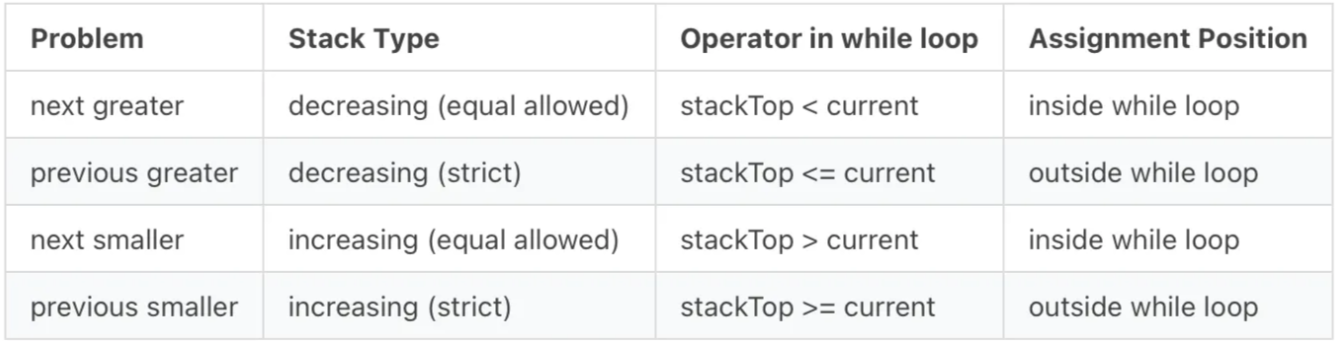 Problem Stack Type Operator in while loop Assignment Position
next greater decreasing (equal allowed) stackTop < current inside while loop
previous greater decreasing (strict) stackTop <= current outside while loop
next smaller increasing (equal allowed) stackTop > current inside while loop
previous smaller increasing (strict) stackTop >= current outside while loop